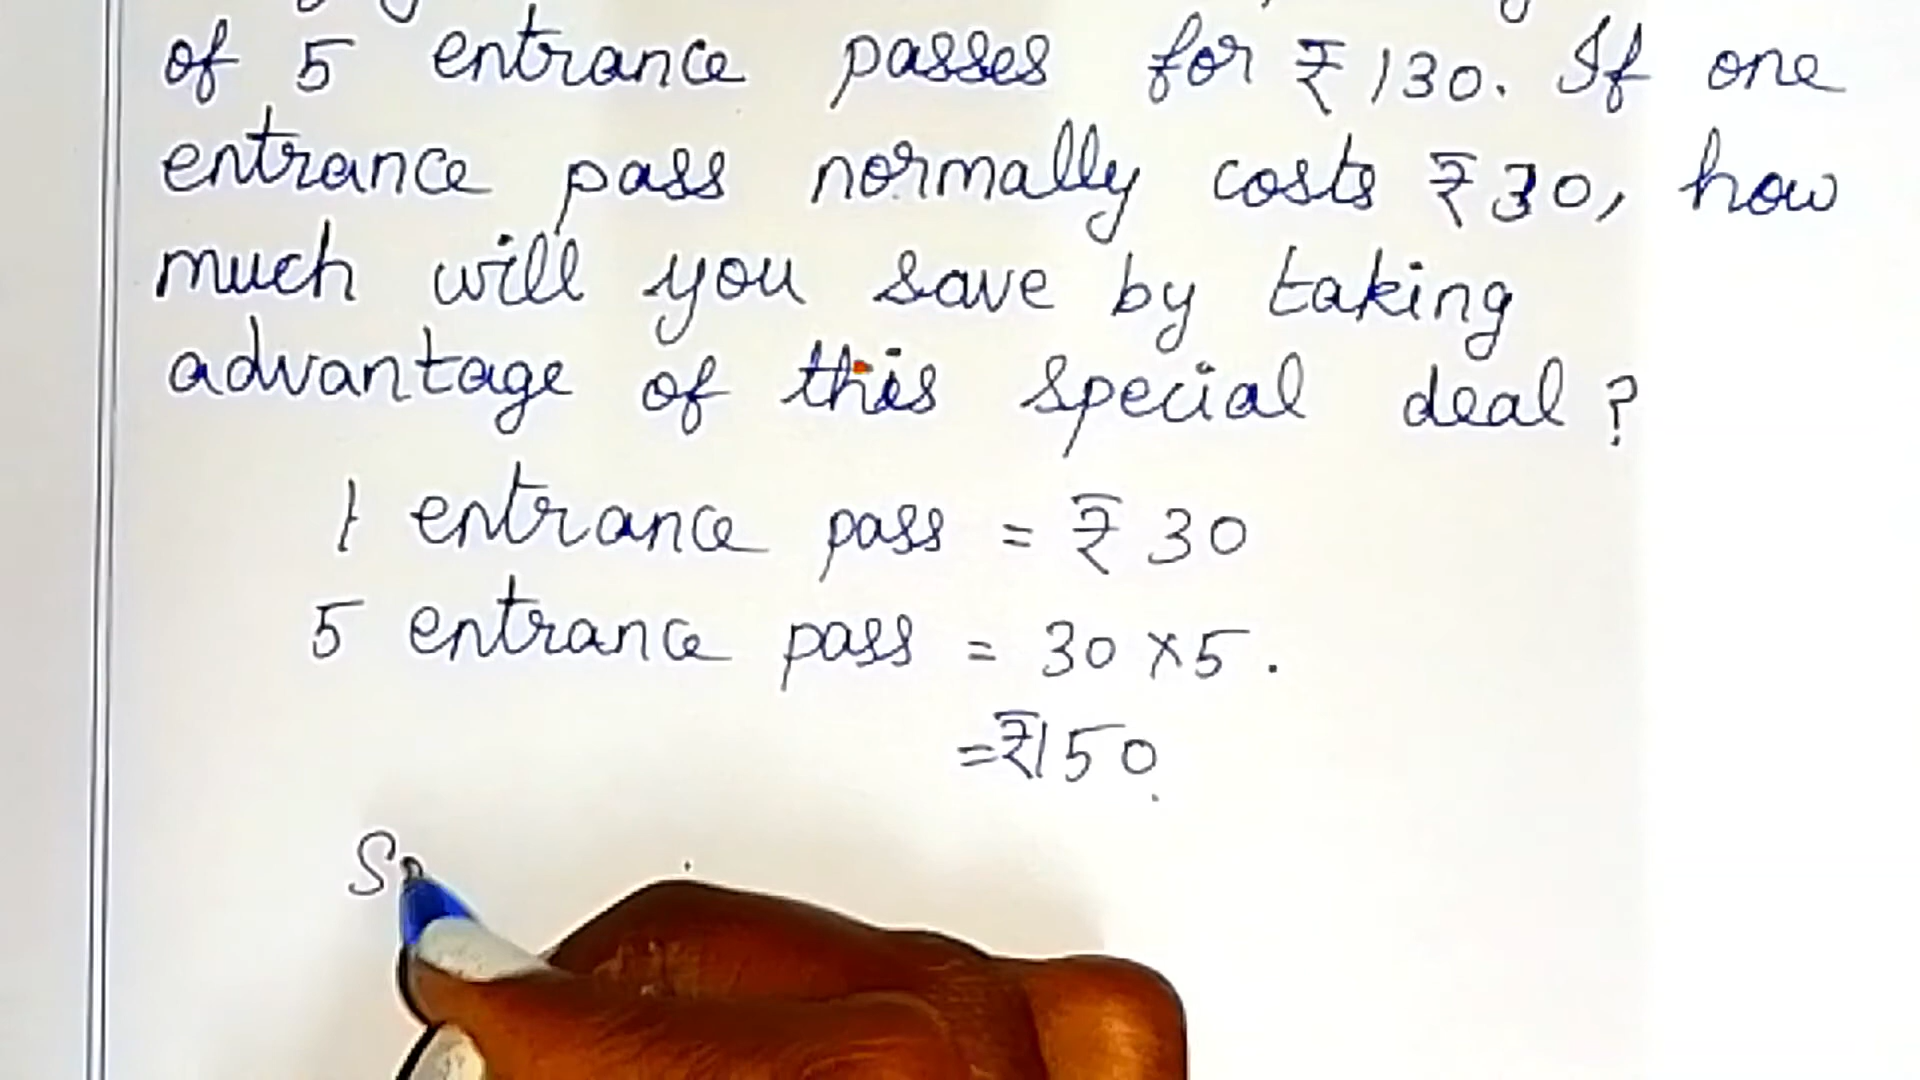 of 5 entrance passes for ₹130. If one
entrance pass normally costs ₹30, how
much will you save by taking
advantage of this special deal?
1 entrance pass = ₹30
5 entrance pass = 30 × 5.
= ₹150.